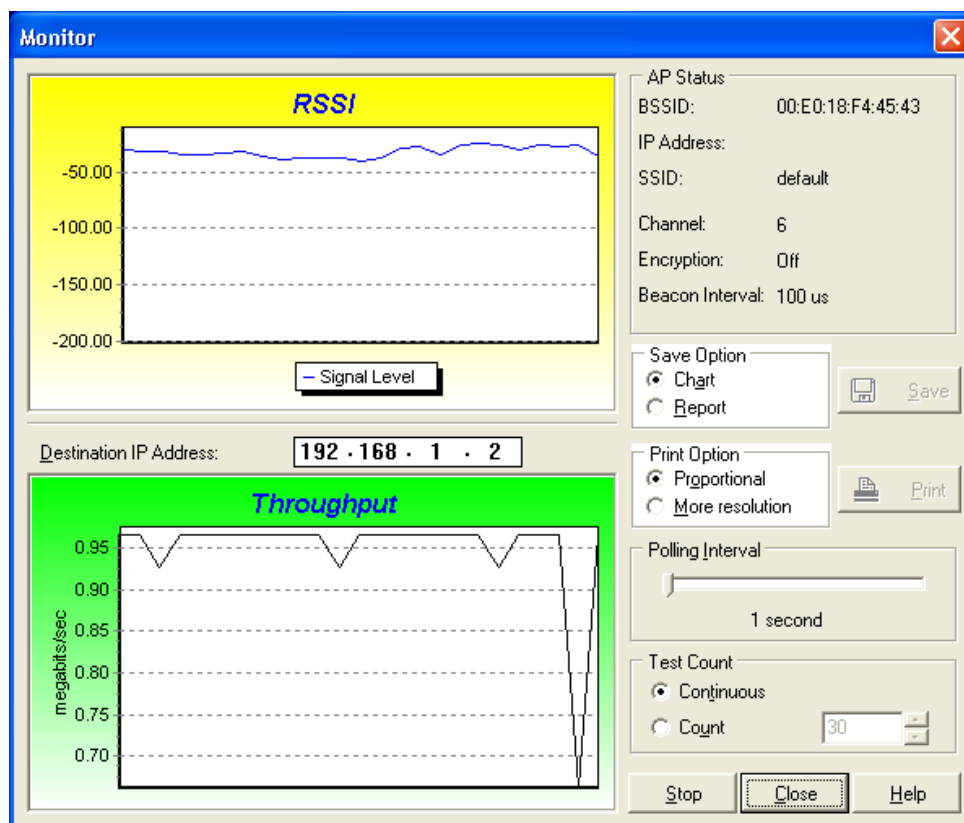 Monitor
RSSI
-50.00
-100.00
-150.00
-200.00
Signal Level
Destination IP Address: 192 . 168 . 1 . 2
Throughput
megabits/sec
0.95
0.90
0.85
0.80
0.75
0.70
AP Status
BSSID: 00:E0:18:F4:45:43
IP Address:
SSID: default
Channel: 6
Encryption: Off
Beacon Interval: 100 us
Save Option
Chart
Report
Save
Print Option
Proportional
More resolution
Print
Polling Interval
1 second
Test Count
Continuous
Count 30
Stop Close Help